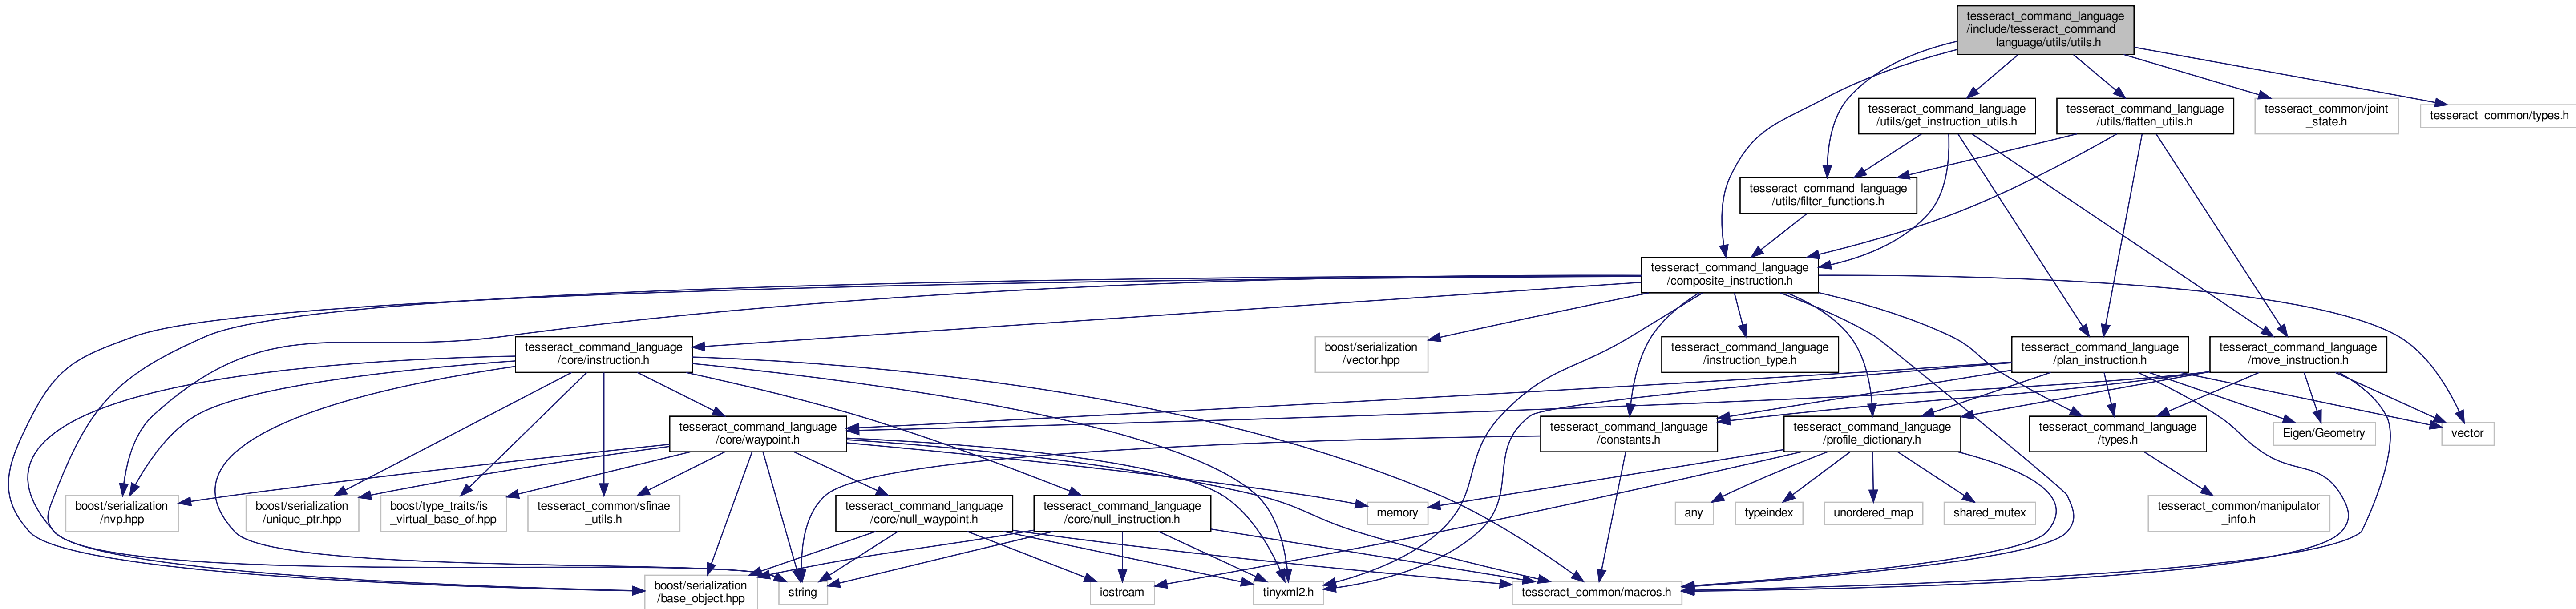 tesseract_command_language
/include/tesseract_command
_language/utils/utils.h
tesseract_command_language
/utils/get_instruction_utils.h
tesseract_command_language
/utils/flatten_utils.h
tesseract_common/joint
_state.h
tesseract_common/types.h
tesseract_command_language
/utils/filter_functions.h
tesseract_command_language
/composite_instruction.h
tesseract_command_language
/core/instruction.h
boost/serialization
/vector.hpp
tesseract_command_language
/instruction_type.h
tesseract_command_language
/plan_instruction.h
tesseract_command_language
/move_instruction.h
tesseract_command_language
/core/waypoint.h
tesseract_command_language
/constants.h
tesseract_command_language
/profile_dictionary.h
tesseract_command_language
/types.h
Eigen/Geometry
vector
boost/serialization
/nvp.hpp
boost/serialization
/unique_ptr.hpp
boost/type_traits/is
_virtual_base_of.hpp
tesseract_common/sfinae
_utils.h
tesseract_command_language
/core/null_waypoint.h
tesseract_command_language
/core/null_instruction.h
memory
any
typeindex
unordered_map
shared_mutex
tesseract_common/manipulator
_info.h
boost/serialization
/base_object.hpp
string
iostream
tinyxml2.h
tesseract_common/macros.h